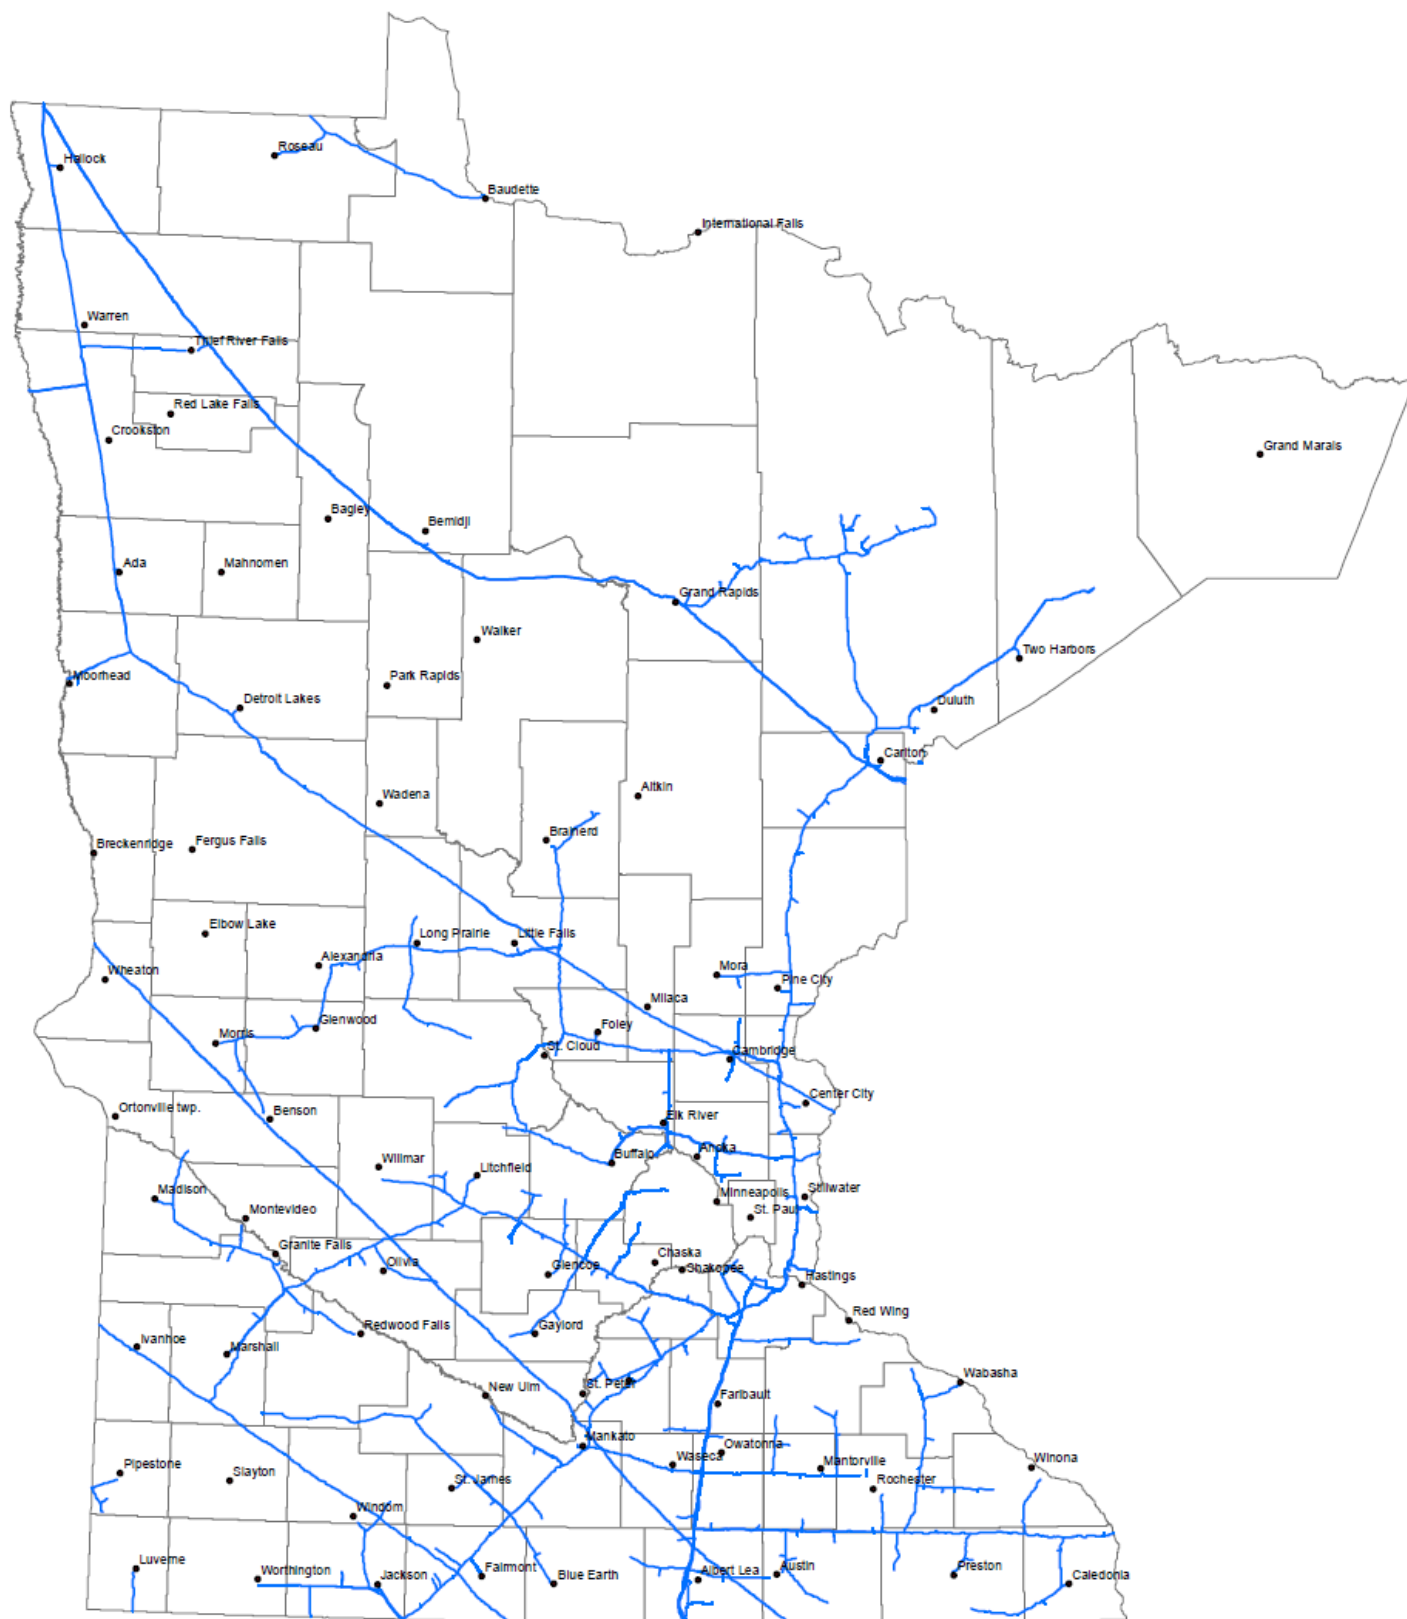 Hallock
Roseau
Baudette
International Falls
Warren
Thief River Falls
Red Lake Falls
Crookston
Grand Marais
Bagley
Bemidji
Ada
Mahnomen
Grand Rapids
Walker
Two Harbors
Moorhead
Park Rapids
Detroit Lakes
Duluth
Carlton
Wadena
Aitkin
Brainerd
Breckenridge
Fergus Falls
Elbow Lake
Long Prairie
Little Falls
Alexandria
Wheaton
Mora
Pine City
Milaca
Glenwood
Morris
Foley
St. Cloud
Cambridge
Center City
Ortonville twp.
Benson
Elk River
Anoka
Buffalo
Willmar
Litchfield
Madison
Minneapolis
Stillwater
Montevideo
St. Paul
Granite Falls
Chaska
Olivia
Glencoe
Shakopee
Hastings
Red Wing
Redwood Falls
Gaylord
Ivanhoe
Marshall
Wabasha
St. Peter
New Ulm
Faribault
Mankato
Owatonna
Waseca
Mantorville
Winona
Pipestone
Slayton
St. James
Rochester
Windom
Luverne
Worthington
Jackson
Fairmont
Blue Earth
Albert Lea
Austin
Preston
Caledonia